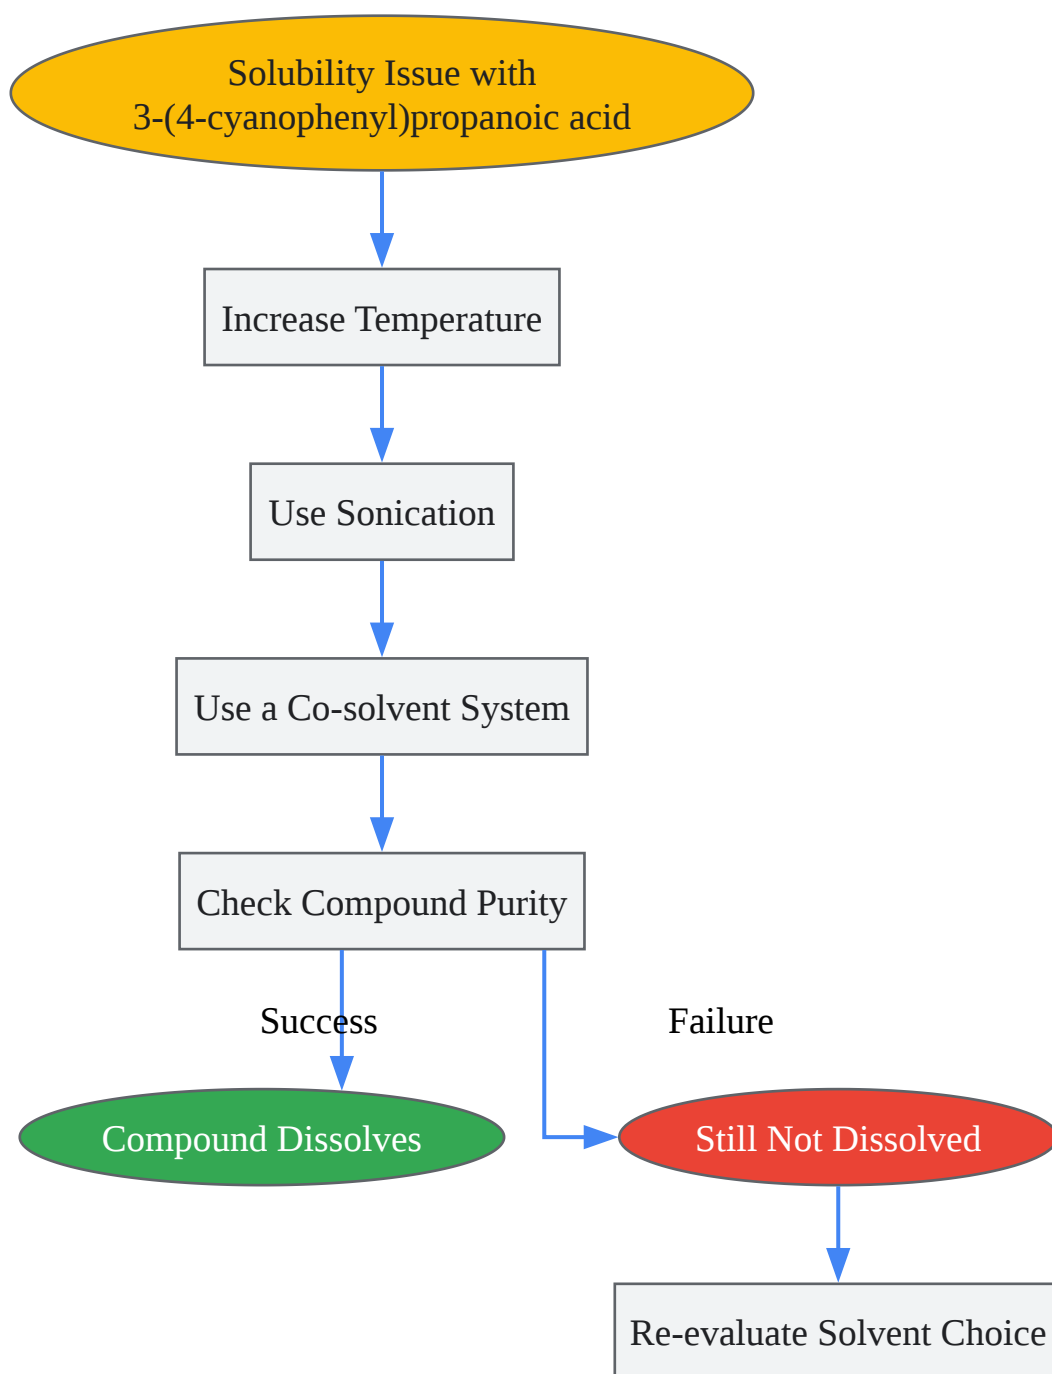 Solubility Issue with
3-(4-cyanophenyl)propanoic acid
Increase Temperature
Use Sonication
Use a Co-solvent System
Check Compound Purity
Success
Failure
Compound Dissolves
Still Not Dissolved
Re-evaluate Solvent Choice